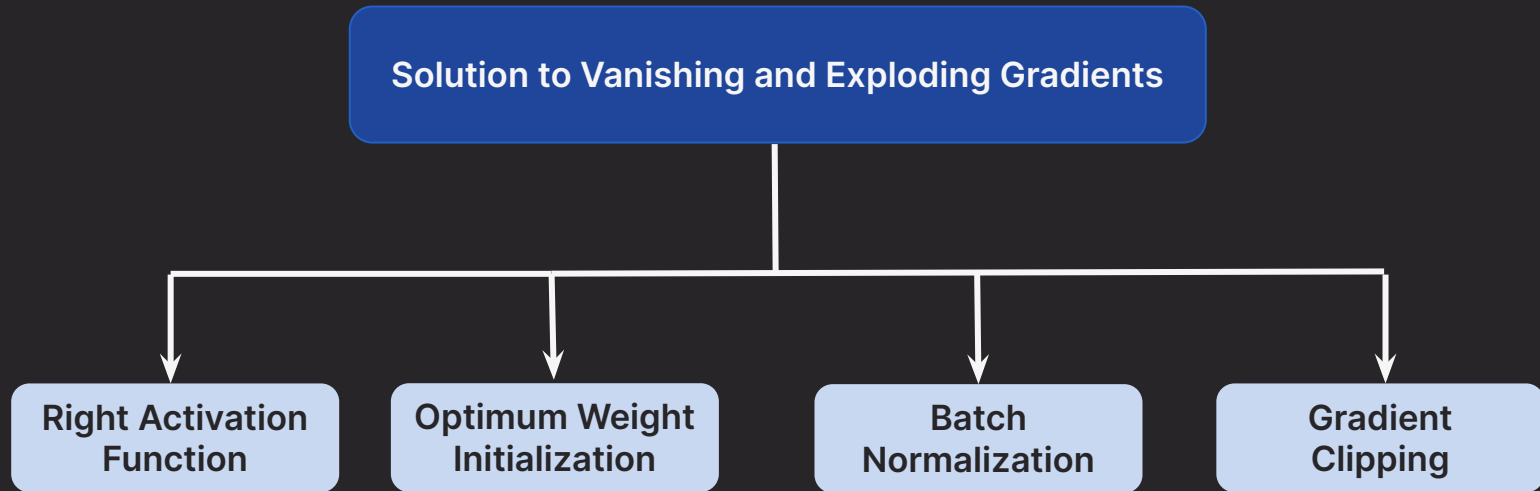 Solution to Vanishing and Exploding Gradients
Right Activation
Function
Optimum Weight
Initialization
Batch
Normalization
Gradient
Clipping